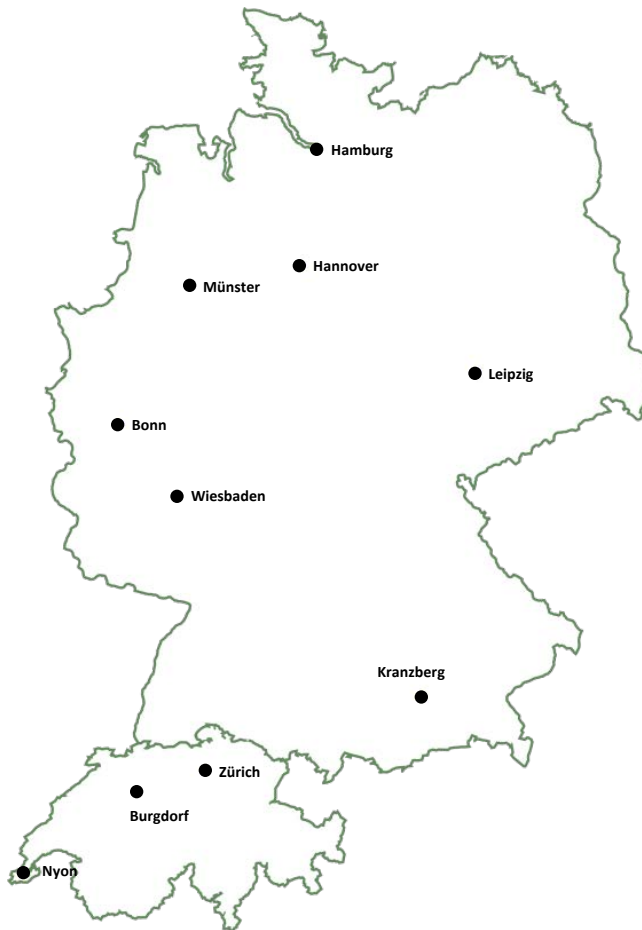 Hamburg
Hannover
Münster
Leipzig
Bonn
Wiesbaden
Kranzberg
Zürich
Burgdorf
Nyon